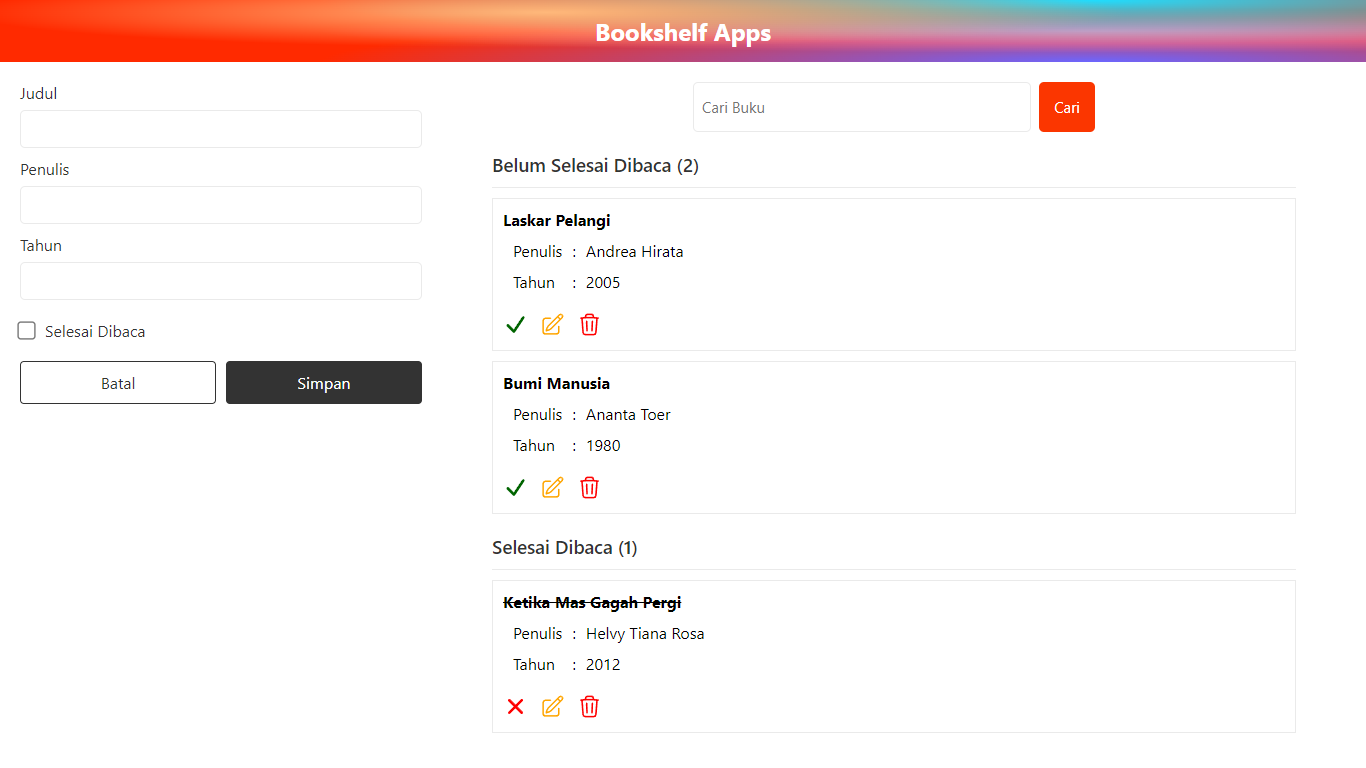 Bookshelf Apps
Judul
Penulis
Tahun
Selesai Dibaca
Batal
Simpan
Cari Buku
Cari
Belum Selesai Dibaca (2)
Laskar Pelangi
Penulis : Andrea Hirata
Tahun : 2005
Bumi Manusia
Penulis : Ananta Toer
Tahun : 1980
Selesai Dibaca (1)
Ketika Mas Gagah Pergi
Penulis : Helvy Tiana Rosa
Tahun : 2012